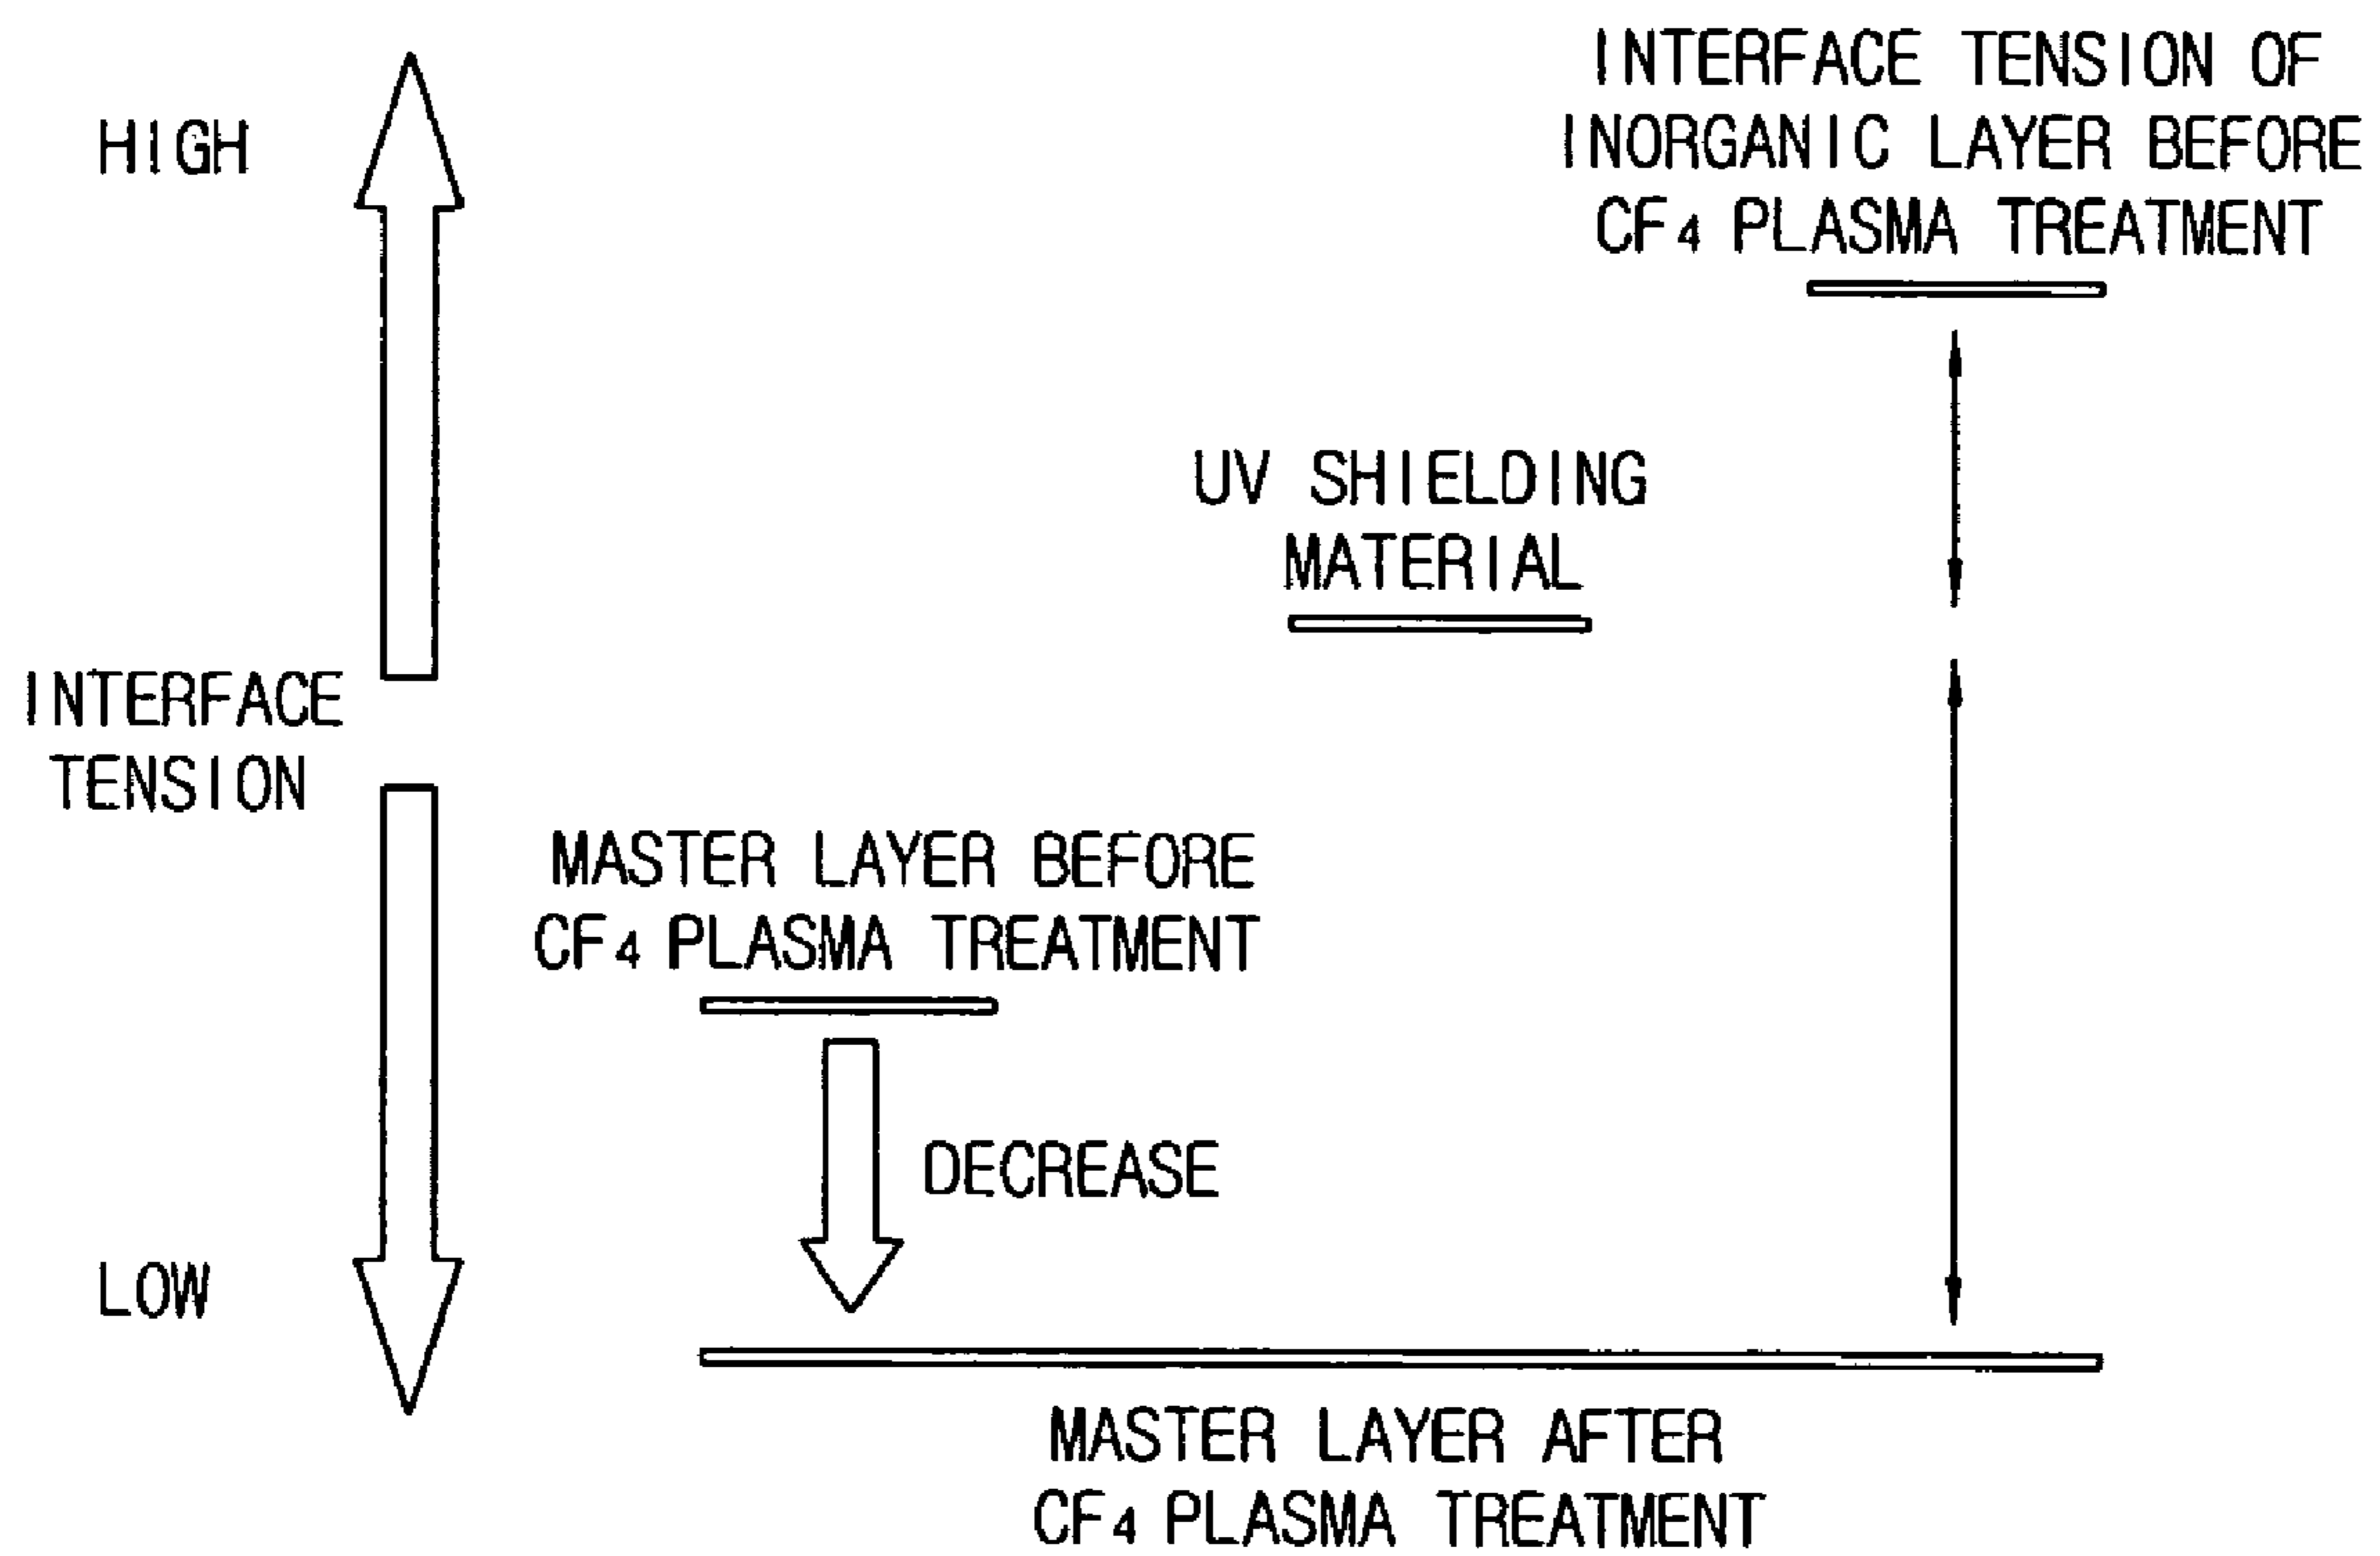 HIGH
INTERFACE TENSION OF
INORGANIC LAYER BEFORE
CF4 PLASMA TREATMENT
UV SHIELDING
MATERIAL
INTERFACE
TENSION
MASTER LAYER BEFORE
CF4 PLASMA TREATMENT
DECREASE
LOW
MASTER LAYER AFTER
CF4 PLASMA TREATMENT